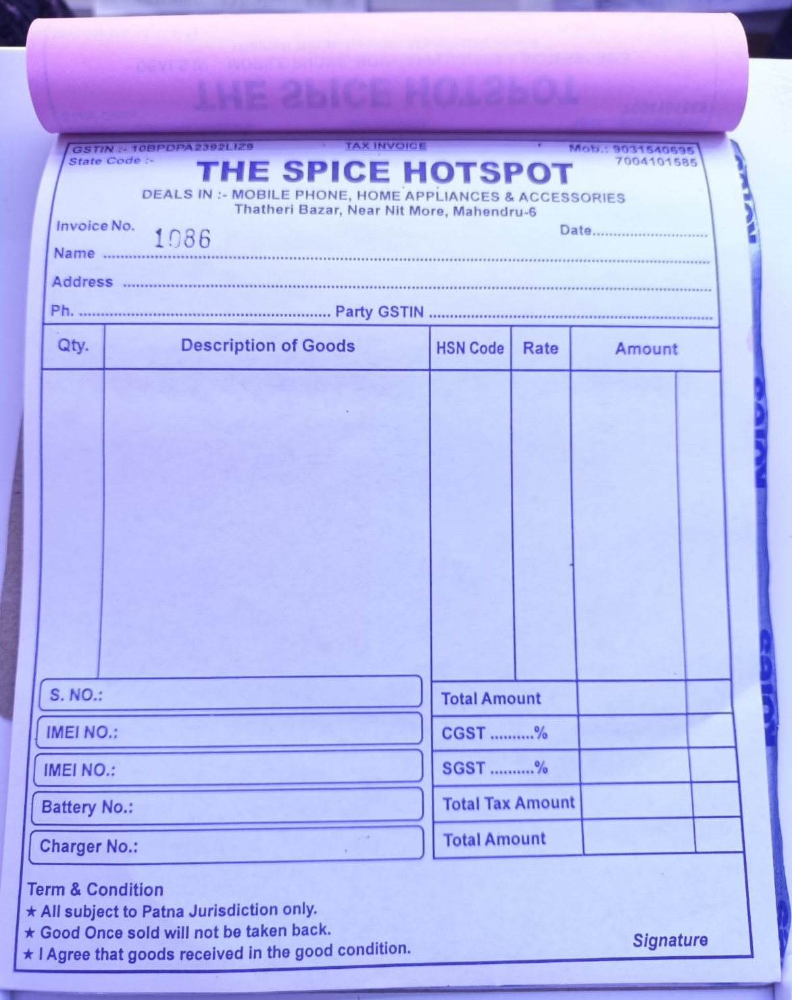 GSTIN :- 10BPDPA2392L1Z9 TAX INVOICE Mob.: 9031540695
State Code :- 7004101585
THE SPICE HOTSPOT
DEALS IN :- MOBILE PHONE, HOME APPLIANCES & ACCESSORIES
Thatheri Bazar, Near Nit More, Mahendru-6
Invoice No. 1086 Date
Name
Address
Ph. Party GSTIN
Qty. Description of Goods HSN Code Rate Amount
S. NO.: Total Amount
IMEI NO.: CGST ..........%
IMEI NO.: SGST ..........%
Battery No.: Total Tax Amount
Charger No.: Total Amount
Term & Condition
★ All subject to Patna Jurisdiction only.
★ Good Once sold will not be taken back.
★ I Agree that goods received in the good condition.
Signature